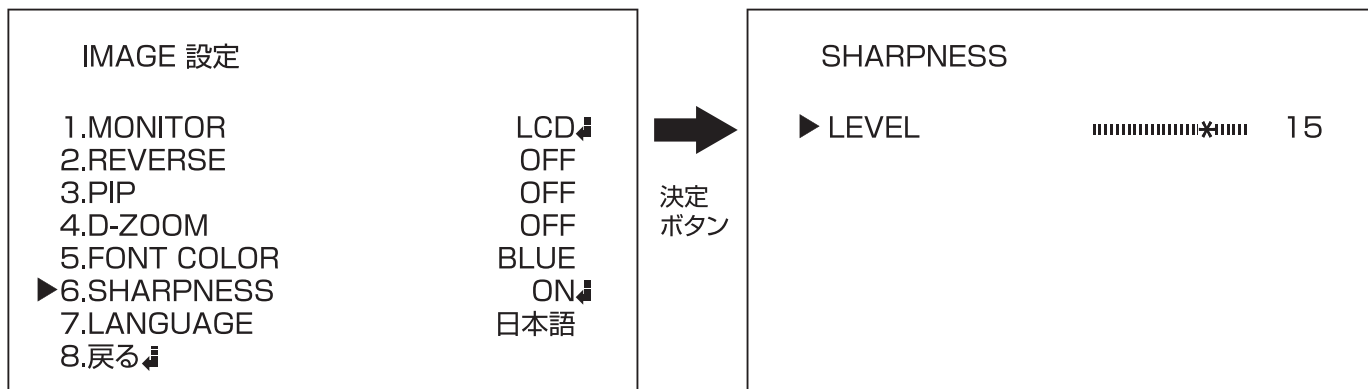 IMAGE 設定
1.MONITOR LCD
2.REVERSE OFF
3.PIP OFF
4.D-ZOOM OFF
5.FONT COLOR BLUE
▶6.SHARPNESS ON
7.LANGUAGE 日本語
8.戻る
決定
ボタン
SHARPNESS
▶ LEVEL 15